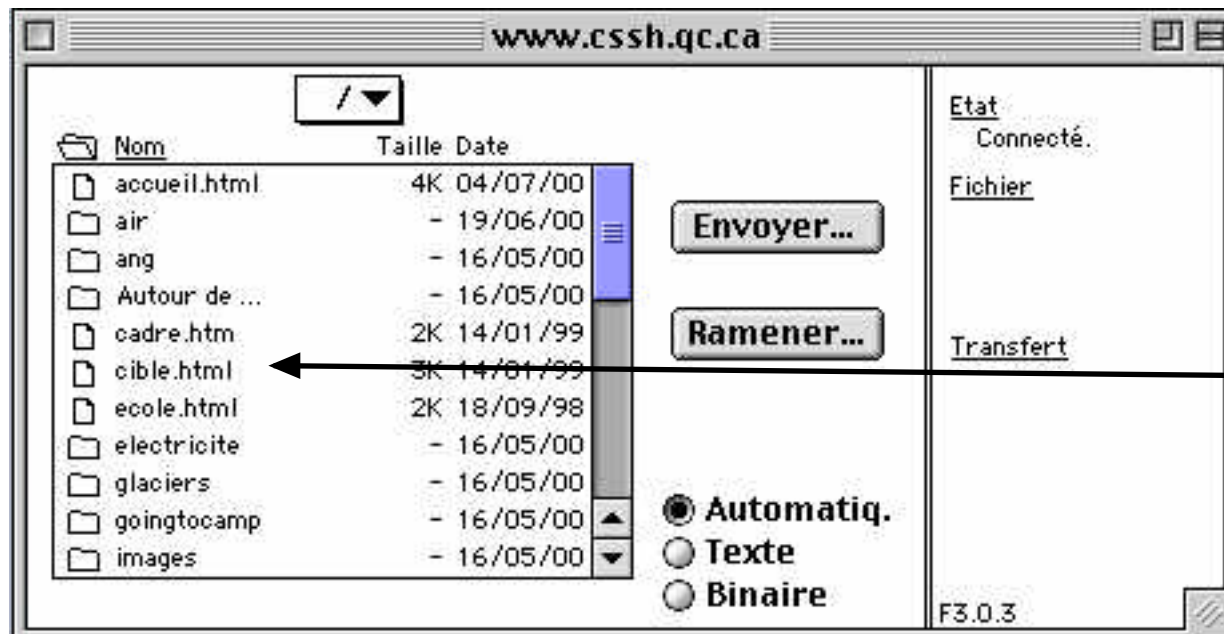 www.cssh.qc.ca
/
Nom Taille Date
accueil.html 4K 04/07/00
air - 19/06/00
ang - 16/05/00
Autour de ... - 16/05/00
cadre.htm 2K 14/01/99
cible.html 3K 14/01/99
ecole.html 2K 18/09/98
electricite - 16/05/00
glaciers - 16/05/00
goingtocamp - 16/05/00
images - 16/05/00
Envoyer...
Ramener...
Automatiq.
Texte
Binaire
Etat
Connecté.
Fichier
Transfert
F3.0.3